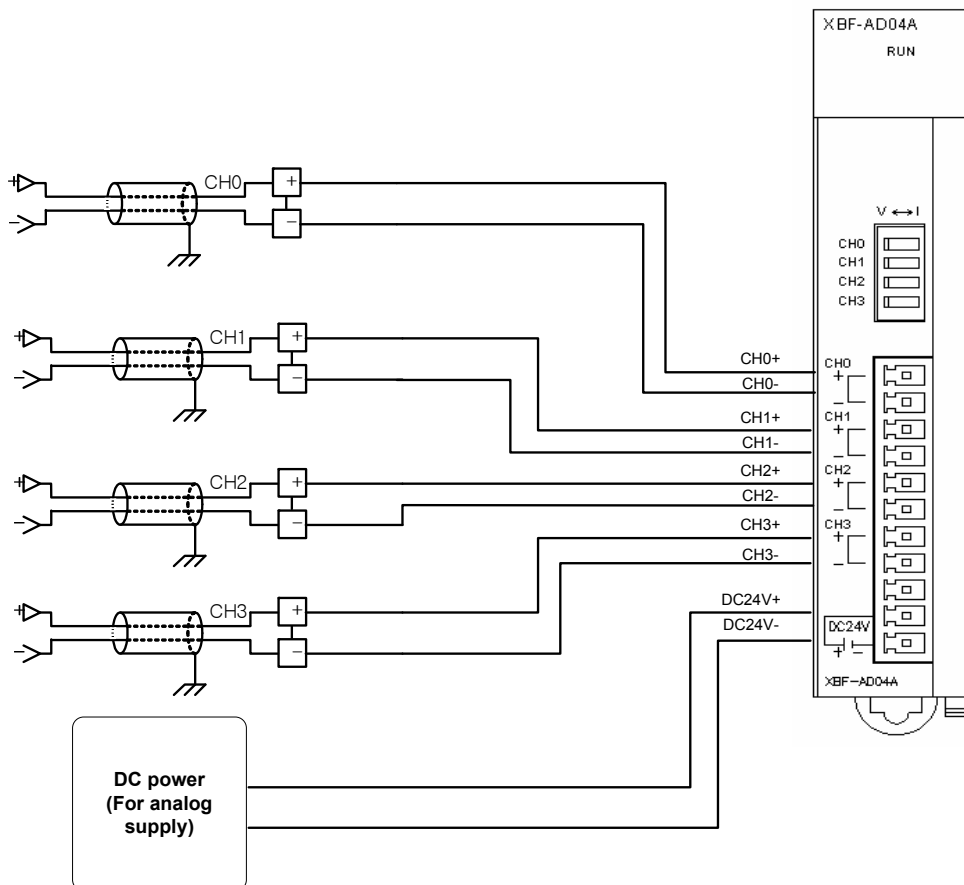 XBF-AD04A
RUN
V ↔ I
CH0
CH1
CH2
CH3
+
CH0
+
−
−
+
CH1
+
−
−
+
CH2
+
−
−
+
CH3
+
−
−
CH0+
CH0-
CH1+
CH1-
CH2+
CH2-
CH3+
CH3-
DC24V+
DC24V-
CH0
+
−
CH1
+
−
CH2
+
−
CH3
+
−
DC24V
+ −
XBF-AD04A
DC power
(For analog
supply)